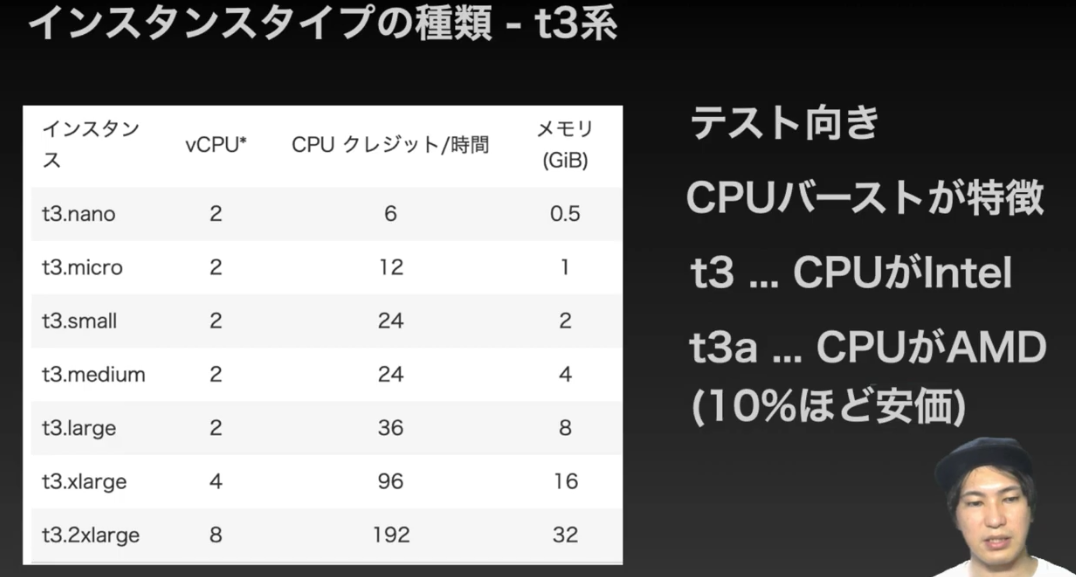 インスタンスタイプの種類 - t3系
インスタン
ス
vCPU*
CPU クレジット/時間
メモリ
(GiB)
t3.nano 2 6 0.5
t3.micro 2 12 1
t3.small 2 24 2
t3.medium 2 24 4
t3.large 2 36 8
t3.xlarge 4 96 16
t3.2xlarge 8 192 32
テスト向き
CPUバーストが特徴
t3 ... CPUがIntel
t3a ... CPUがAMD
(10%ほど安価)